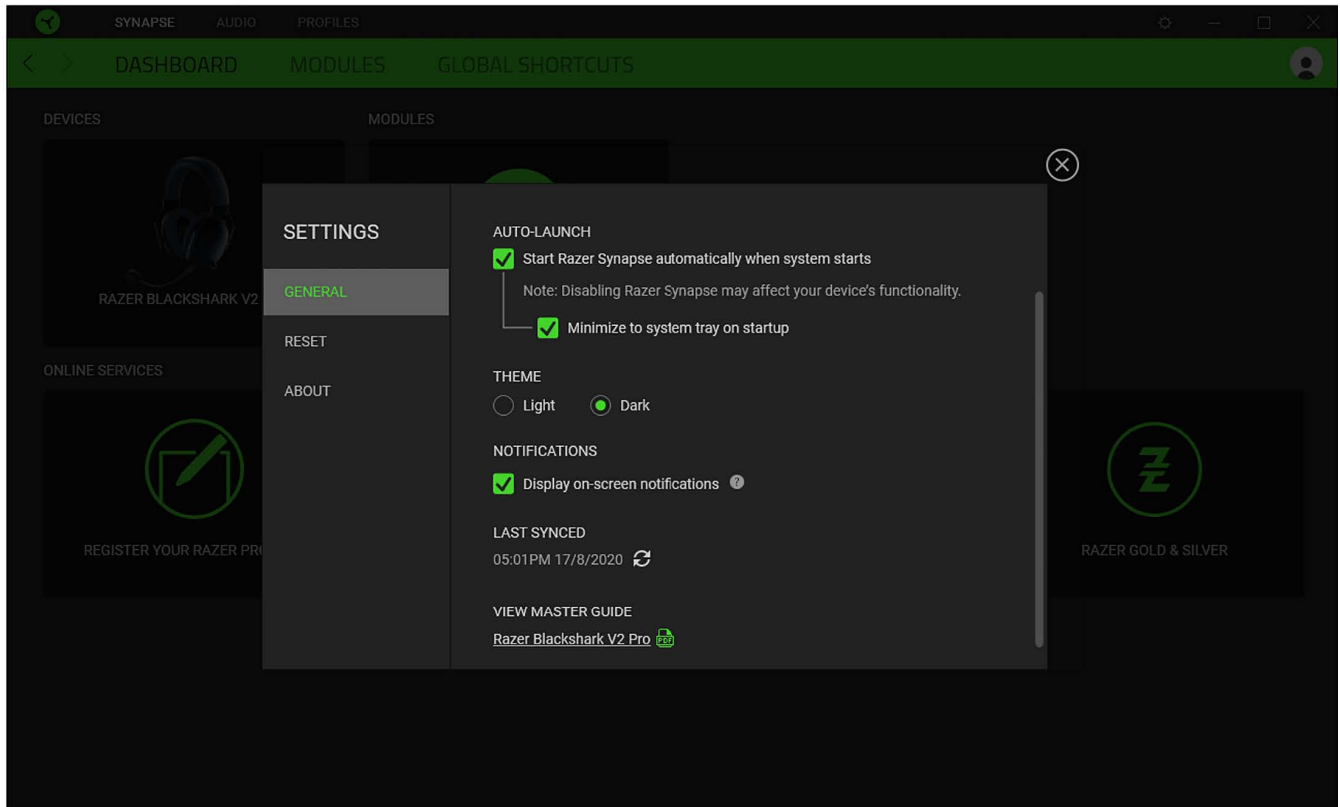 SYNAPSE AUDIO PROFILES
DASHBOARD MODULES GLOBAL SHORTCUTS
DEVICES MODULES
RAZER BLACKSHARK V2
ONLINE SERVICES
REGISTER YOUR RAZER PRO
RAZER GOLD & SILVER
SETTINGS
GENERAL
RESET
ABOUT
AUTO-LAUNCH
Start Razer Synapse automatically when system starts
Note: Disabling Razer Synapse may affect your device’s functionality.
Minimize to system tray on startup
THEME
Light Dark
NOTIFICATIONS
Display on-screen notifications ?
LAST SYNCED
05:01PM 17/8/2020
VIEW MASTER GUIDE
Razer Blackshark V2 Pro PDF